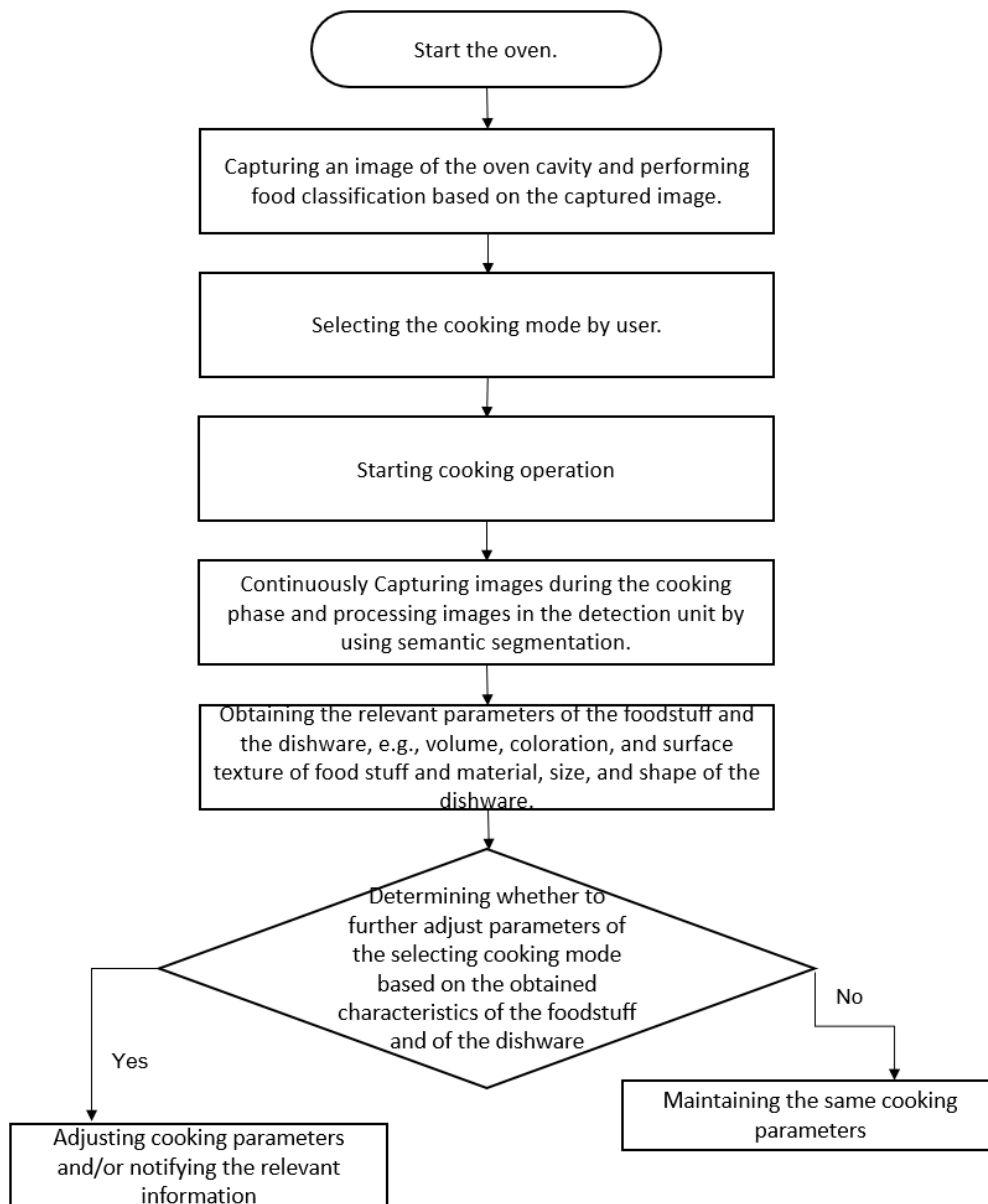 Start the oven.
Capturing an image of the oven cavity and performing
food classification based on the captured image.
Selecting the cooking mode by user.
Starting cooking operation
Continuously Capturing images during the cooking
phase and processing images in the detection unit by
using semantic segmentation.
Obtaining the relevant parameters of the foodstuff and
the dishware, e.g., volume, coloration, and surface
texture of food stuff and material, size, and shape of the
dishware.
Determining whether to
further adjust parameters of
the selecting cooking mode
based on the obtained
characteristics of the foodstuff
and of the dishware
No
Yes
Maintaining the same cooking
parameters
Adjusting cooking parameters
and/or notifying the relevant
information